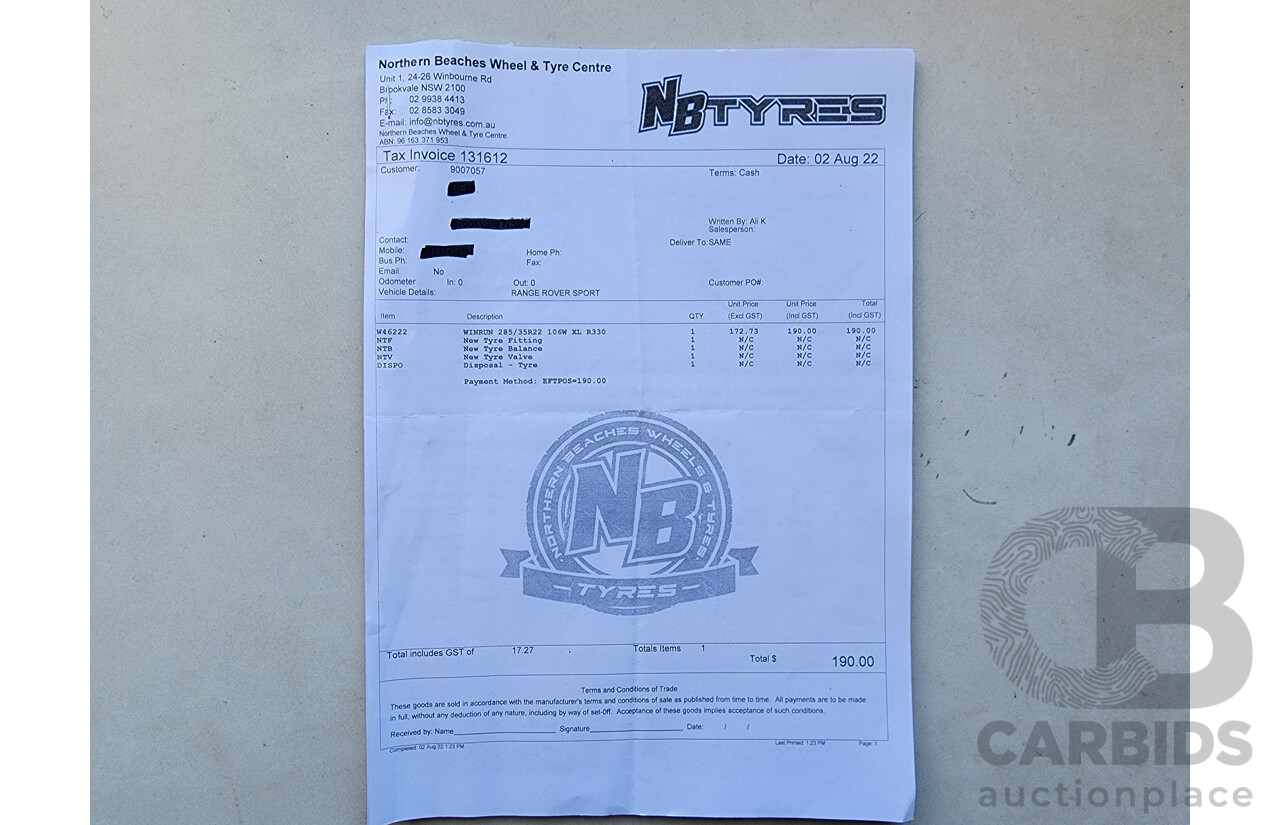 Northern Beaches Wheel & Tyre Centre
Unit 1, 24-26 Winbourne Rd
Brookvale NSW 2100
Ph: 02 9938 4413
Fax: 02 8583 3049
E-mail: info@nbtyres.com.au
Northern Beaches Wheel & Tyre Centre
ABN: 96 163 371 953
NBTYRES
Tax Invoice 131612 Date: 02 Aug 22
Customer: 9007057 Terms: Cash
Written By: Ali K
Salesperson:
Contact: Deliver To: SAME
Mobile: Home Ph:
Bus Ph: Fax:
Email: No
Odometer In: 0 Out: 0 Customer PO#:
Vehicle Details: RANGE ROVER SPORT
Item Description QTY Unit Price (Excl GST) Unit Price (Incl GST) Total (Incl GST)
W46222 WINRUN 285/35R22 106W XL R330 1 172.73 190.00 190.00
NTF New Tyre Fitting 1 N/C N/C N/C
NTB New Tyre Balance 1 N/C N/C N/C
NTV New Tyre Valve 1 N/C N/C N/C
DISPO Disposal - Tyre 1 N/C N/C N/C
Payment Method: EFTPOS=190.00
NORTHERN BEACHES WHEELS & TYRES.
NB
TYRES
Total includes GST of 17.27 Totals Items 1
Total $ 190.00
Terms and Conditions of Trade
These goods are sold in accordance with the manufacturer's terms and conditions of sale as published from time to time. All payments are to be made
in full, without any deduction of any nature, including by way of set-Off. Acceptance of these goods implies acceptance of such conditions.
Received by: Name Signature Date: / /
Completed: 02 Aug 22 1:23 PM Last Printed: 1:23 PM Page: 1
CB
CARBIDS
auctionplace